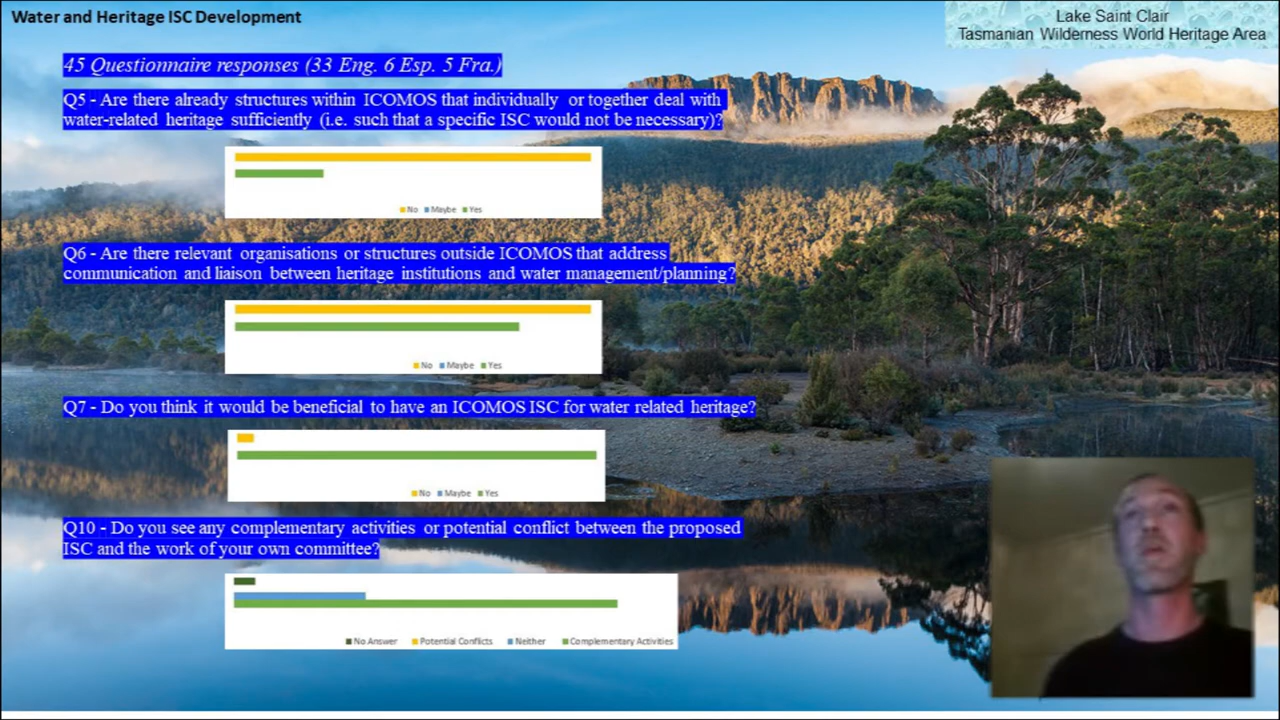 Water and Heritage ISC Development
Lake Saint Clair
Tasmanian Wilderness World Heritage Area
45 Questionnaire responses (33 Eng. 6 Esp. 5 Fra.)
Q5 - Are there already structures within ICOMOS that individually or together deal with
water-related heritage sufficiently (i.e. such that a specific ISC would not be necessary)?
No Maybe Yes
Q6 - Are there relevant organisations or structures outside ICOMOS that address
communication and liaison between heritage institutions and water management/planning?
No Maybe Yes
Q7 - Do you think it would be beneficial to have an ICOMOS ISC for water related heritage?
No Maybe Yes
Q10 - Do you see any complementary activities or potential conflict between the proposed
ISC and the work of your own committee?
No Answer Potential Conflicts Neither Complementary Activities